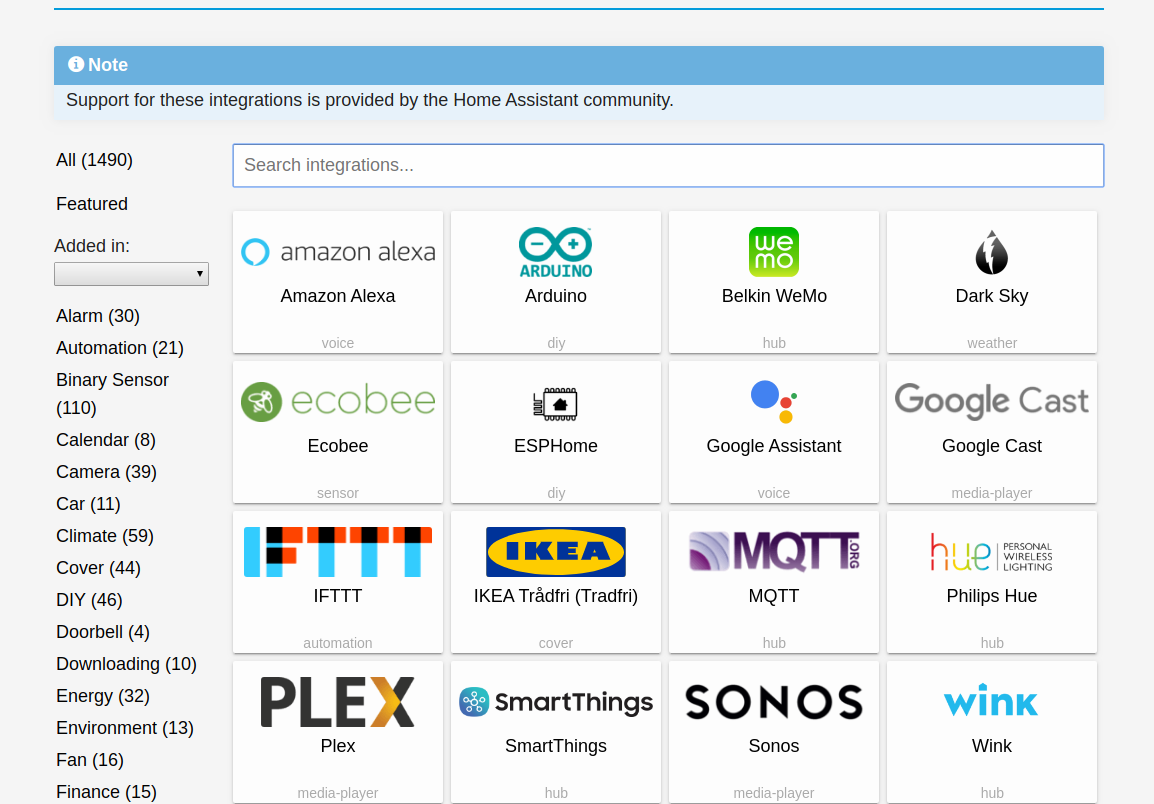 Note
Support for these integrations is provided by the Home Assistant community.
All (1490)
Featured
Added in:
Alarm (30)
Automation (21)
Binary Sensor
(110)
Calendar (8)
Camera (39)
Car (11)
Climate (59)
Cover (44)
DIY (46)
Doorbell (4)
Downloading (10)
Energy (32)
Environment (13)
Fan (16)
Finance (15)
Search integrations...
amazon alexa
Amazon Alexa
voice
ARDUINO
Arduino
diy
we
mo
Belkin WeMo
hub
Dark Sky
weather
ecobee
Ecobee
sensor
ESPHome
diy
Google Assistant
voice
Google Cast
Google Cast
media-player
IFTTT
IFTTT
automation
IKEA
IKEA Trådfri (Tradfri)
cover
MQTT.ORG
MQTT
hub
hue PERSONAL
WIRELESS
LIGHTING
Philips Hue
hub
PLEX
Plex
media-player
SmartThings
SmartThings
hub
SONOS
Sonos
media-player
wink
Wink
hub